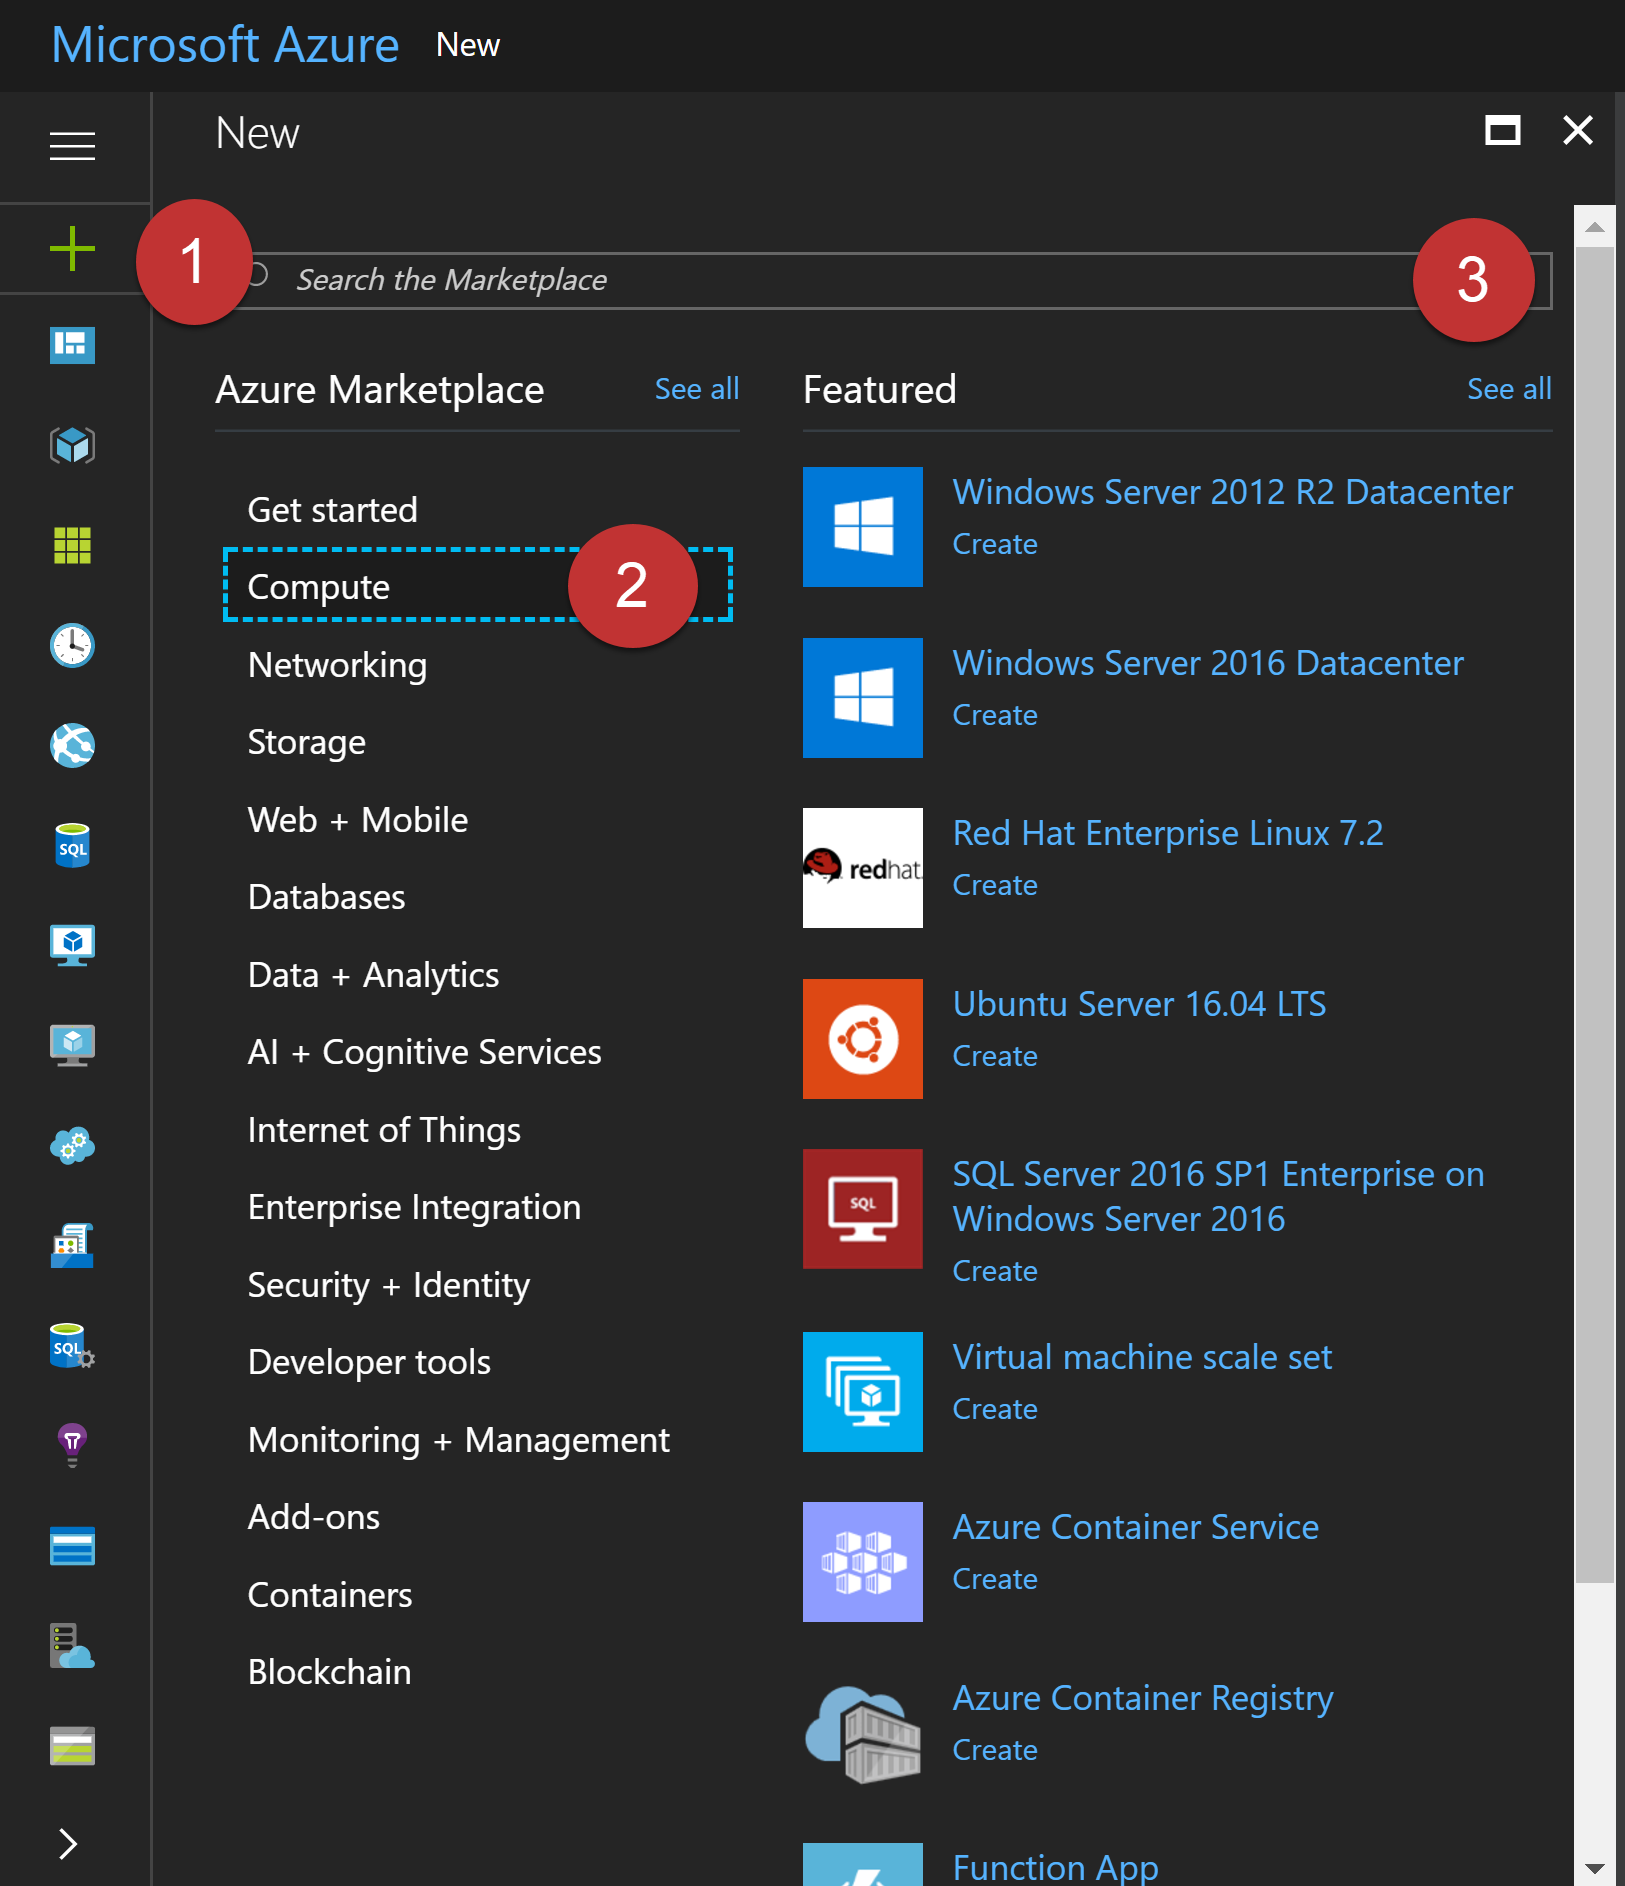 Microsoft Azure New
New
1
Search the Marketplace
3
Azure Marketplace
See all
Get started
Compute
2
Networking
Storage
Web + Mobile
Databases
Data + Analytics
AI + Cognitive Services
Internet of Things
Enterprise Integration
Security + Identity
Developer tools
Monitoring + Management
Add-ons
Containers
Blockchain
Featured
See all
Windows Server 2012 R2 Datacenter
Create
Windows Server 2016 Datacenter
Create
redhat.
Red Hat Enterprise Linux 7.2
Create
Ubuntu Server 16.04 LTS
Create
SQL
SQL Server 2016 SP1 Enterprise on
Windows Server 2016
Create
Virtual machine scale set
Create
Azure Container Service
Create
Azure Container Registry
Create
Function App
SQL
SQL